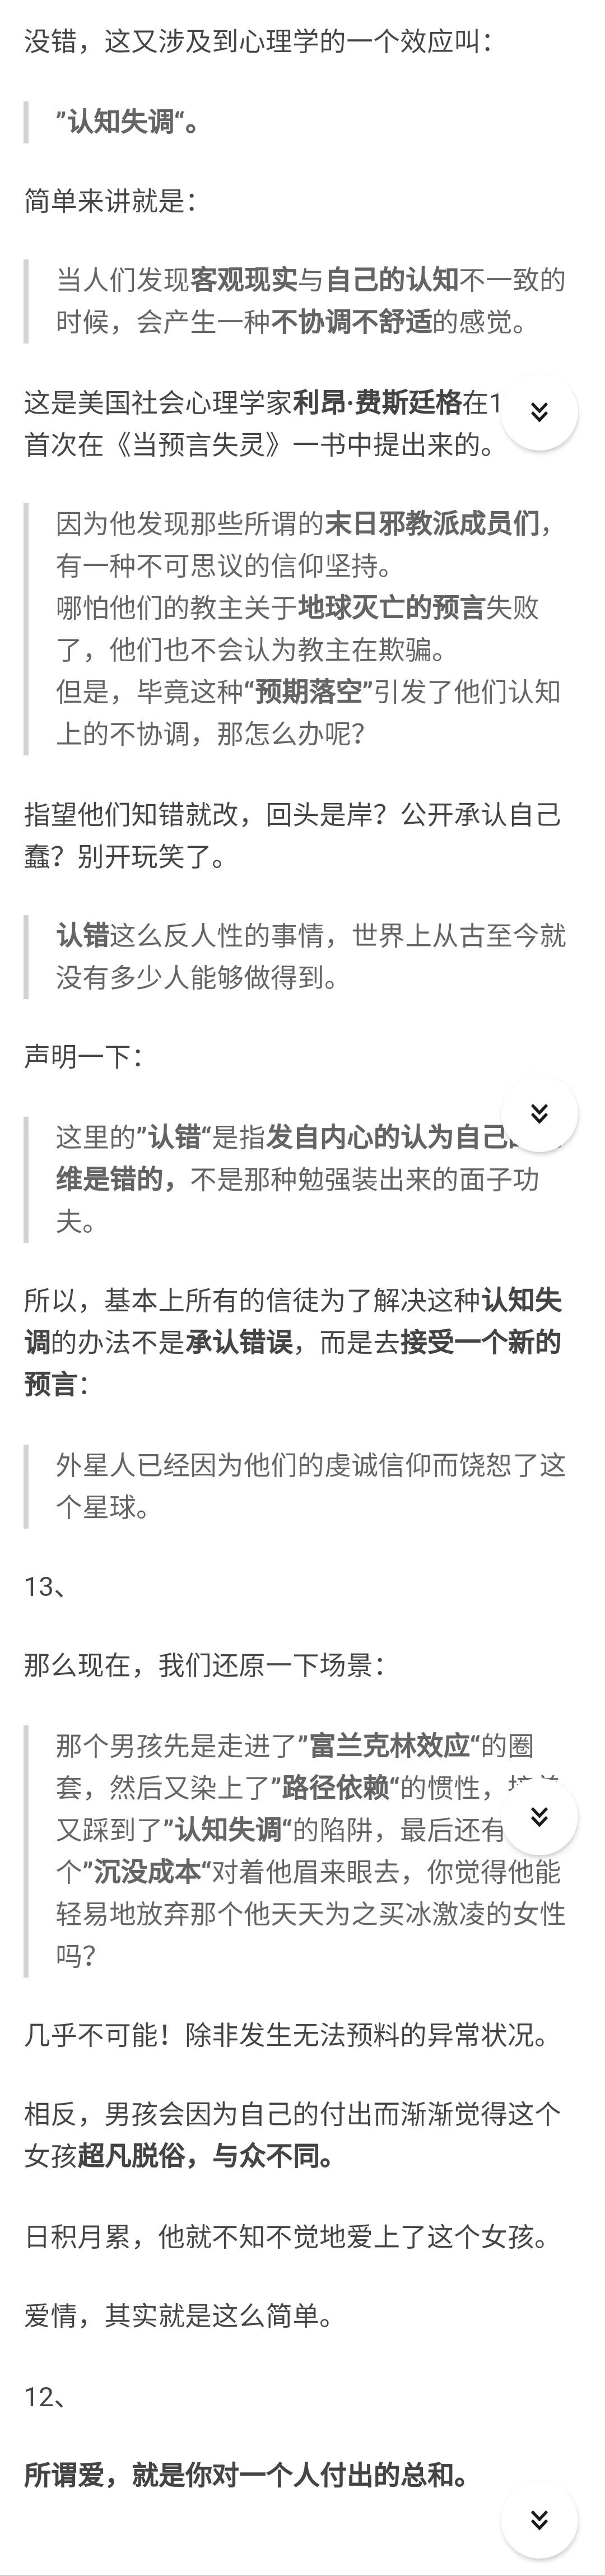 没错，这又涉及到心理学的一个效应叫：
”认知失调“。
简单来讲就是：
当人们发现客观现实与自己的认知不一致的
时候，会产生一种不协调不舒适的感觉。
这是美国社会心理学家利昂·费斯廷格在1
首次在《当预言失灵》一书中提出来的。
因为他发现那些所谓的末日邪教派成员们，
有一种不可思议的信仰坚持。
哪怕他们的教主关于地球灭亡的预言失败
了，他们也不会认为教主在欺骗。
但是，毕竟这种“预期落空”引发了他们认知
上的不协调，那怎么办呢？
指望他们知错就改，回头是岸？公开承认自己
蠢？别开玩笑了。
认错这么反人性的事情，世界上从古至今就
没有多少人能够做得到。
声明一下：
这里的”认错“是指发自内心的认为自己
维是错的，不是那种勉强装出来的面子功
夫。
所以，基本上所有的信徒为了解决这种认知失
调的办法不是承认错误，而是去接受一个新的
预言：
外星人已经因为他们的虔诚信仰而饶恕了这
个星球。
13、
那么现在，我们还原一下场景：
那个男孩先是走进了”富兰克林效应“的圈
套，然后又染上了”路径依赖“的惯性，
又踩到了”认知失调“的陷阱，最后还有
个”沉没成本“对着他眉来眼去，你觉得他能
轻易地放弃那个他天天为之买冰激凌的女性
吗？
几乎不可能！除非发生无法预料的异常状况。
相反，男孩会因为自己的付出而渐渐觉得这个
女孩超凡脱俗，与众不同。
日积月累，他就不知不觉地爱上了这个女孩。
爱情，其实就是这么简单。
12、
所谓爱，就是你对一个人付出的总和。